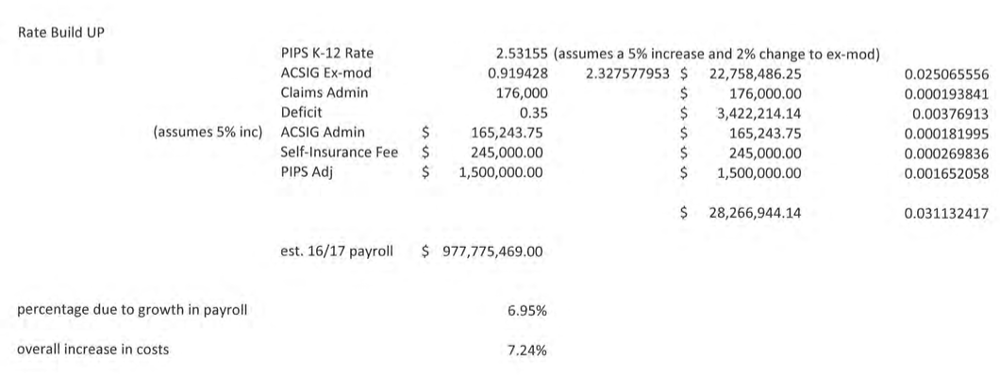 Rate Build UP
PIPS K-12 Rate 2.53155 (assumes a 5% increase and 2% change to ex-mod)
ACSIG Ex-mod 0.919428 2.327577953 $ 22,758,486.25 0.025065556
Claims Admin 176,000 $ 176,000.00 0.000193841
Deficit 0.35 $ 3,422,214.14 0.00376913
(assumes 5% inc) ACSIG Admin $ 165,243.75 $ 165,243.75 0.000181995
Self-Insurance Fee $ 245,000.00 $ 245,000.00 0.000269836
PIPS Adj $ 1,500,000.00 $ 1,500,000.00 0.001652058
$ 28,266,944.14 0.031132417
est. 16/17 payroll $ 977,775,469.00
percentage due to growth in payroll 6.95%
overall increase in costs 7.24%